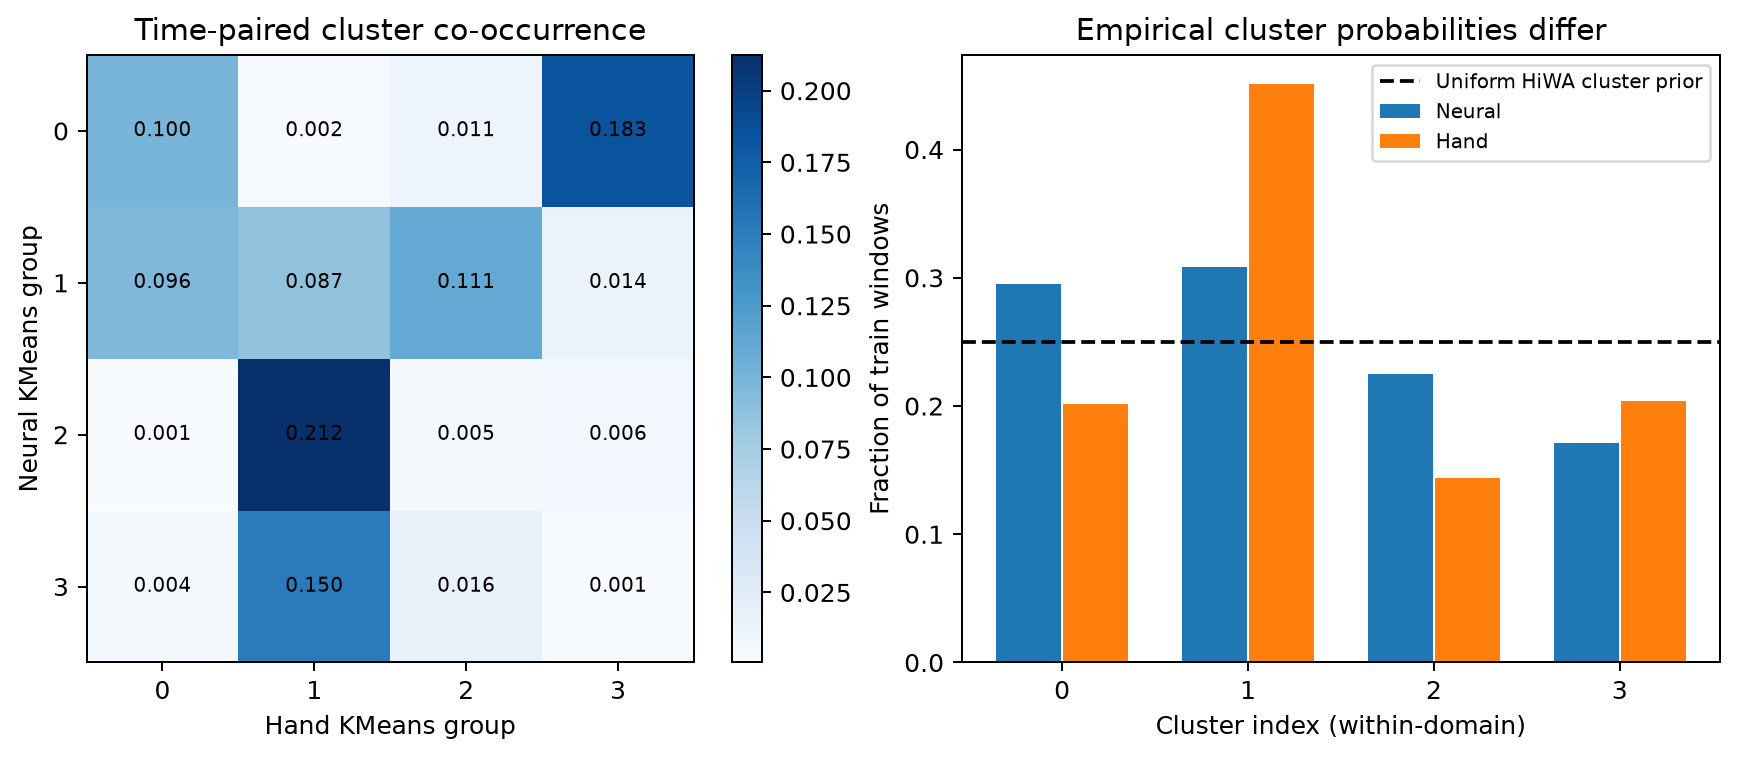 Time-paired cluster co-occurrence
Neural KMeans group
0
1
2
3
0.100 0.002 0.011 0.183
0.096 0.087 0.111 0.014
0.001 0.212 0.005 0.006
0.004 0.150 0.016 0.001
0 1 2 3
Hand KMeans group
0.200
0.175
0.150
0.125
0.100
0.075
0.050
0.025
Empirical cluster probabilities differ
Uniform HiWA cluster prior
Neural
Hand
Fraction of train windows
0.4
0.3
0.2
0.1
0.0
0 1 2 3
Cluster index (within-domain)